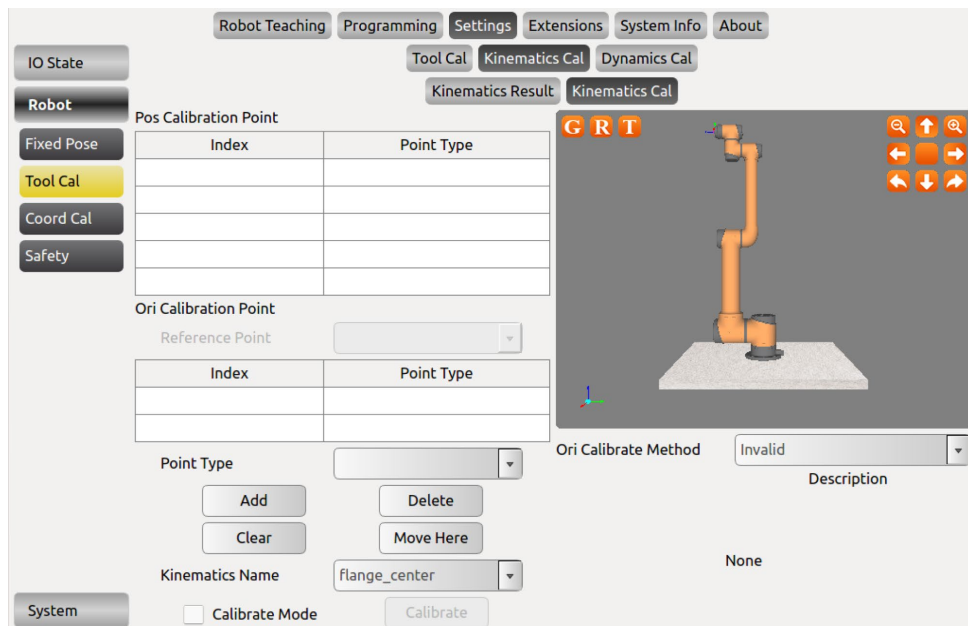 Robot Teaching Programming Settings Extensions System Info About
IO State
Tool Cal Kinematics Cal Dynamics Cal
Robot
Kinematics Result Kinematics Cal
Pos Calibration Point
G R T
Fixed Pose
Index Point Type
Tool Cal
Coord Cal
Safety
Ori Calibration Point
Reference Point
Index Point Type
Ori Calibrate Method Invalid
Point Type
Description
Add Delete
Clear Move Here
None
Kinematics Name flange_center
System
Calibrate Mode Calibrate